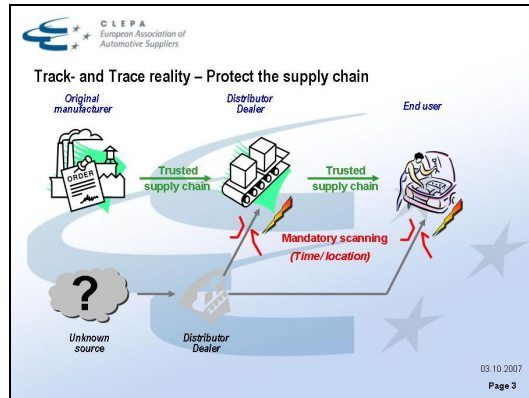 CLEPA
European Association of
Automotive Suppliers
Track- and Trace reality – Protect the supply chain
Original
manufacturer
Distributor
Dealer
End user
ORDER
Trusted
supply chain
Trusted
supply chain
Mandatory scanning
(Time/ location)
?
Unknown
source
Distributor
Dealer
03.10.2007
Page 3